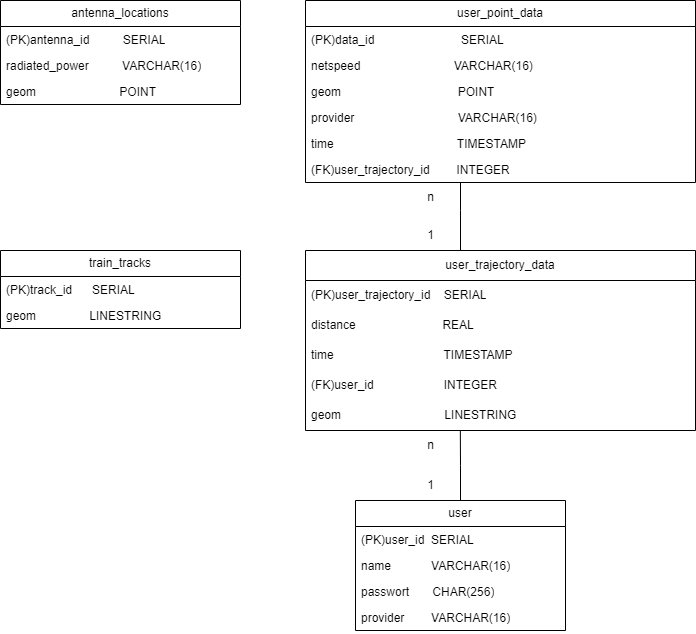 antenna_locations
(PK)antenna_id SERIAL
radiated_power VARCHAR(16)
geom POINT
user_point_data
(PK)data_id SERIAL
netspeed VARCHAR(16)
geom POINT
provider VARCHAR(16)
time TIMESTAMP
(FK)user_trajectory_id INTEGER
n
1
train_tracks
(PK)track_id SERIAL
geom LINESTRING
user_trajectory_data
(PK)user_trajectory_id SERIAL
distance REAL
time TIMESTAMP
(FK)user_id INTEGER
geom LINESTRING
n
1
user
(PK)user_id SERIAL
name VARCHAR(16)
passwort CHAR(256)
provider VARCHAR(16)